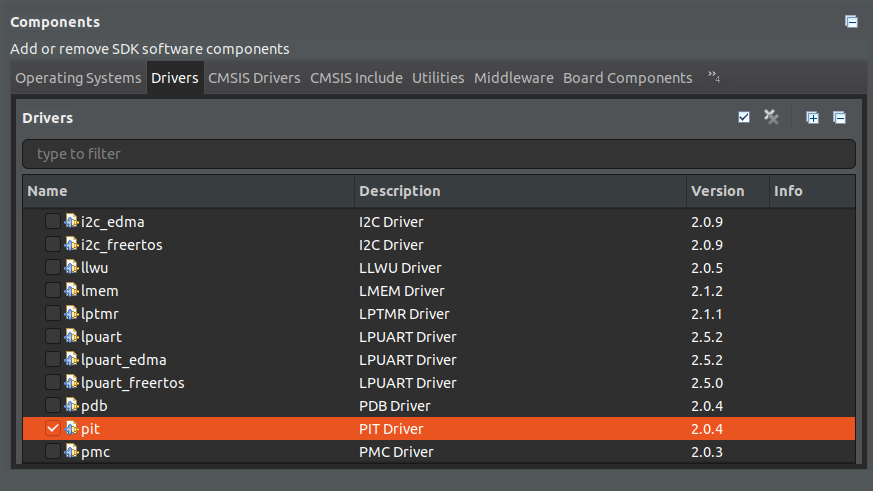 Components
Add or remove SDK software components
Operating Systems Drivers CMSIS Drivers CMSIS Include Utilities Middleware Board Components »4
Drivers
type to filter
Name Description Version Info
i2c_edma I2C Driver 2.0.9
i2c_freertos I2C Driver 2.0.9
llwu LLWU Driver 2.0.5
lmem LMEM Driver 2.1.2
lptmr LPTMR Driver 2.1.1
lpuart LPUART Driver 2.5.2
lpuart_edma LPUART Driver 2.5.2
lpuart_freertos LPUART Driver 2.5.0
pdb PDB Driver 2.0.4
pit PIT Driver 2.0.4
pmc PMC Driver 2.0.3